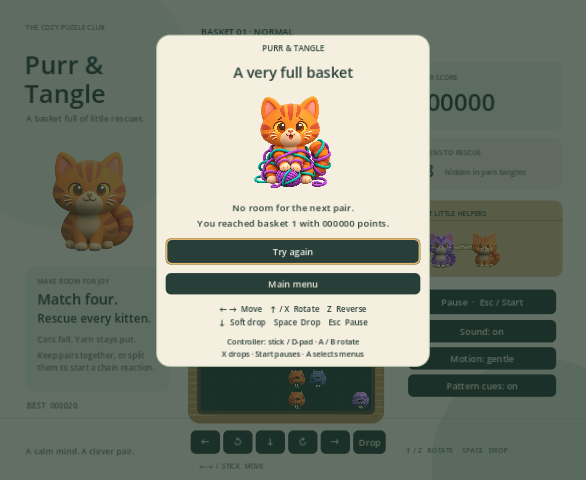 THE COZY PUZZLE CLUB
Purr &
Tangle
A basket full of little rescues.
MAKE ROOM FOR JOY
Match four.
Rescue every kitten.
Cats fall. Yarn stays put.
Keep pairs together, or split
them to start a chain reaction.
BEST 000020
A calm mind. A clever pair.
BASKET 01 · NORMAL
PURR & TANGLE
A very full basket
No room for the next pair.
You reached basket 1 with 000000 points.
Try again
Main menu
← → Move ↑ / X Rotate Z Reverse
↓ Soft drop Space Drop Esc Pause
Controller: stick / D-pad · A / B rotate
X drops · Start pauses · A selects menus
← ↓ → Drop
←→ / STICK MOVE
SCORE
00000
TO RESCUE
hidden in yarn tangles
LITTLE HELPERS
Pause · Esc / Start
Sound: on
Motion: gentle
Pattern cues: on
↑ / Z ROTATE SPACE DROP